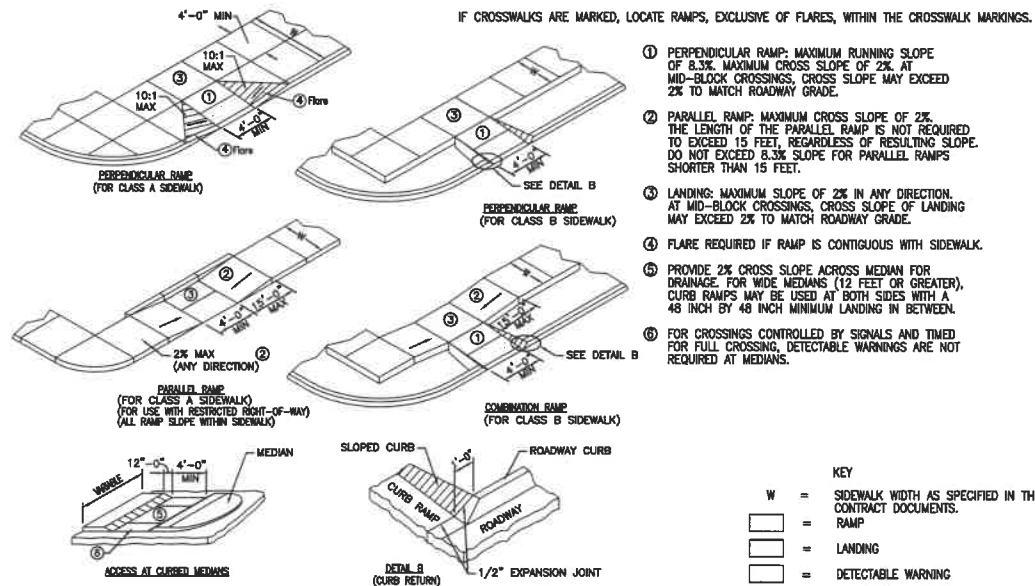 IF CROSSWALKS ARE MARKED, LOCATE RAMPS, EXCLUSIVE OF FLARES, WITHIN THE CROSSWALK MARKINGS.
4'-0" MIN
W
10:1
MAX
③
①
10:1
MAX
④ Flare
4'-0"
MIN
④ Flare
PERPENDICULAR RAMP
(FOR CLASS A SIDEWALK)
W
③
①
4'-0"
MIN
SEE DETAIL B
PERPENDICULAR RAMP
(FOR CLASS B SIDEWALK)
① PERPENDICULAR RAMP: MAXIMUM RUNNING SLOPE
OF 8.3%. MAXIMUM CROSS SLOPE OF 2%. AT
MID-BLOCK CROSSINGS, CROSS SLOPE MAY EXCEED
2% TO MATCH ROADWAY GRADE.
② PARALLEL RAMP: MAXIMUM CROSS SLOPE OF 2%.
THE LENGTH OF THE PARALLEL RAMP IS NOT REQUIRED
TO EXCEED 15 FEET, REGARDLESS OF RESULTING SLOPE.
DO NOT EXCEED 8.3% SLOPE FOR PARALLEL RAMPS
SHORTER THAN 15 FEET.
③ LANDING: MAXIMUM SLOPE OF 2% IN ANY DIRECTION.
AT MID-BLOCK CROSSINGS, CROSS SLOPE OF LANDING
MAY EXCEED 2% TO MATCH ROADWAY GRADE.
④ FLARE REQUIRED IF RAMP IS CONTIGUOUS WITH SIDEWALK.
⑤ PROVIDE 2% CROSS SLOPE ACROSS MEDIAN FOR
DRAINAGE. FOR WIDE MEDIANS (12 FEET OR GREATER),
CURB RAMPS MAY BE USED AT BOTH SIDES WITH A
48 INCH BY 48 INCH MINIMUM LANDING IN BETWEEN.
⑥ FOR CROSSINGS CONTROLLED BY SIGNALS AND TIMED
FOR FULL CROSSING, DETECTABLE WARNINGS ARE NOT
REQUIRED AT MEDIANS.
W
②
③
15'-0"
MAX
4'-0"
MIN
2% MAX ②
(ANY DIRECTION)
PARALLEL RAMP
(FOR CLASS A SIDEWALK)
(FOR USE WITH RESTRICTED RIGHT-OF-WAY)
(ALL RAMP SLOPE WITHIN SIDEWALK)
W
②
③
15'-0"
MAX
①
4'-0"
MIN
SEE DETAIL B
COMBINATION RAMP
(FOR CLASS B SIDEWALK)
12"-0" 4'-0"
MIN
MEDIAN
VARIABLE
⑤
⑥
ACCESS AT CURBED MEDIANS
SLOPED CURB
1'-0"
ROADWAY CURB
CURB RAMP
ROADWAY
1/2" EXPANSION JOINT
DETAIL B
(CURB RETURN)
KEY
W = SIDEWALK WIDTH AS SPECIFIED IN TH
CONTRACT DOCUMENTS.
= RAMP
= LANDING
= DETECTABLE WARNING